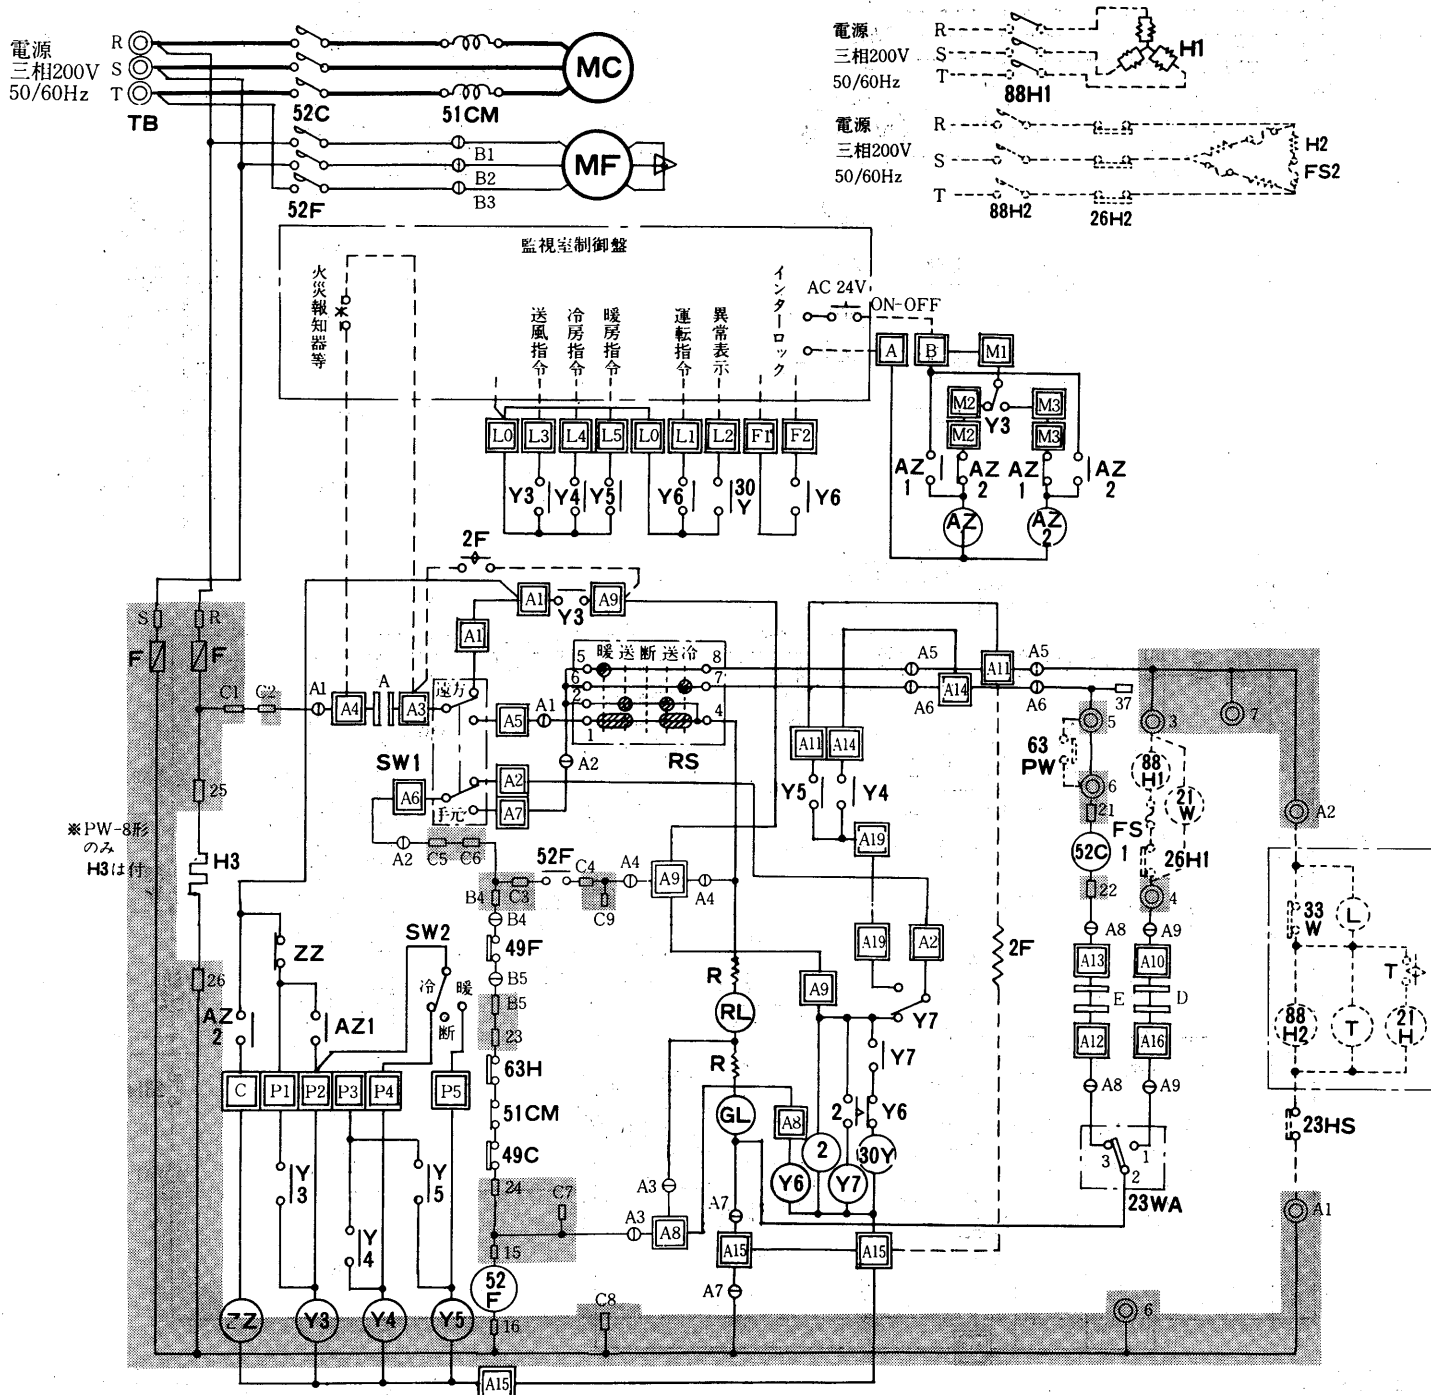 電源
三相200V
50/60Hz
R
S
T
TB
52C
51CM
MC
B1
B2
B3
52F
MF
電源
三相200V
50/60Hz
R
S
T
88H1
H1
電源
三相200V
50/60Hz
R
S
T
88H2
26H2
H2
FS2
監視室制御盤
火災報知器等
送風指令
冷房指令
暖房指令
運転指令
異常表示
インターロック
AC 24V
ON-OFF
A
B
M1
M2
M3
Y3
M2
M3
L0
L3
L4
L5
L0
L1
L2
F1
F2
Y3
Y4
Y5
Y6
30
Y
Y6
AZ
1
AZ
2
AZ
1
AZ
2
AZ
1
AZ
2
2F
A1
Y3
A9
A1
S
R
F
F
C1
C2
A1
A4
A
A3
遠方
A5
A1
SW1
A6
手元
A2
A7
A2
暖送断送冷
5
6
2
1
8
7
4
RS
A5
A6
A14
A11
A5
A6
37
5
3
7
63
PW
6
21
88
H1
21
W
FS
1
26H1
52C
22
4
A2
25
※PW-8形
のみ
H3は付
H3
26
A2
C5
C6
52F
C4
A4
A9
A4
C3
C9
B4
B4
49F
B5
B5
23
63H
51CM
49C
24
C7
15
52
F
16
C8
A11
A14
Y5
Y4
A19
A19
A2
2F
A9
Y7
Y7
2
Y6
A8
2
30Y
Y6
Y7
R
RL
R
GL
A3
A3
A8
A7
A15
A7
A15
A8
A9
A13
A10
E
D
A12
A16
A8
A9
3
1
2
23WA
33
W
L
T
88
H2
T
21
H
23HS
A1
6
ZZ
AZ
2
AZ1
SW2
冷
暖
断
C
P1
P2
P3
P4
P5
Y
3
Y
4
Y
5
ZZ
Y3
Y4
Y5
A15